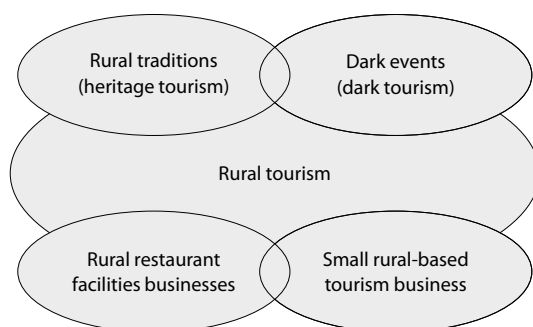 Rural traditions
(heritage tourism)
Dark events
(dark tourism)
Rural tourism
Rural restaurant
facilities businesses
Small rural-based
tourism business